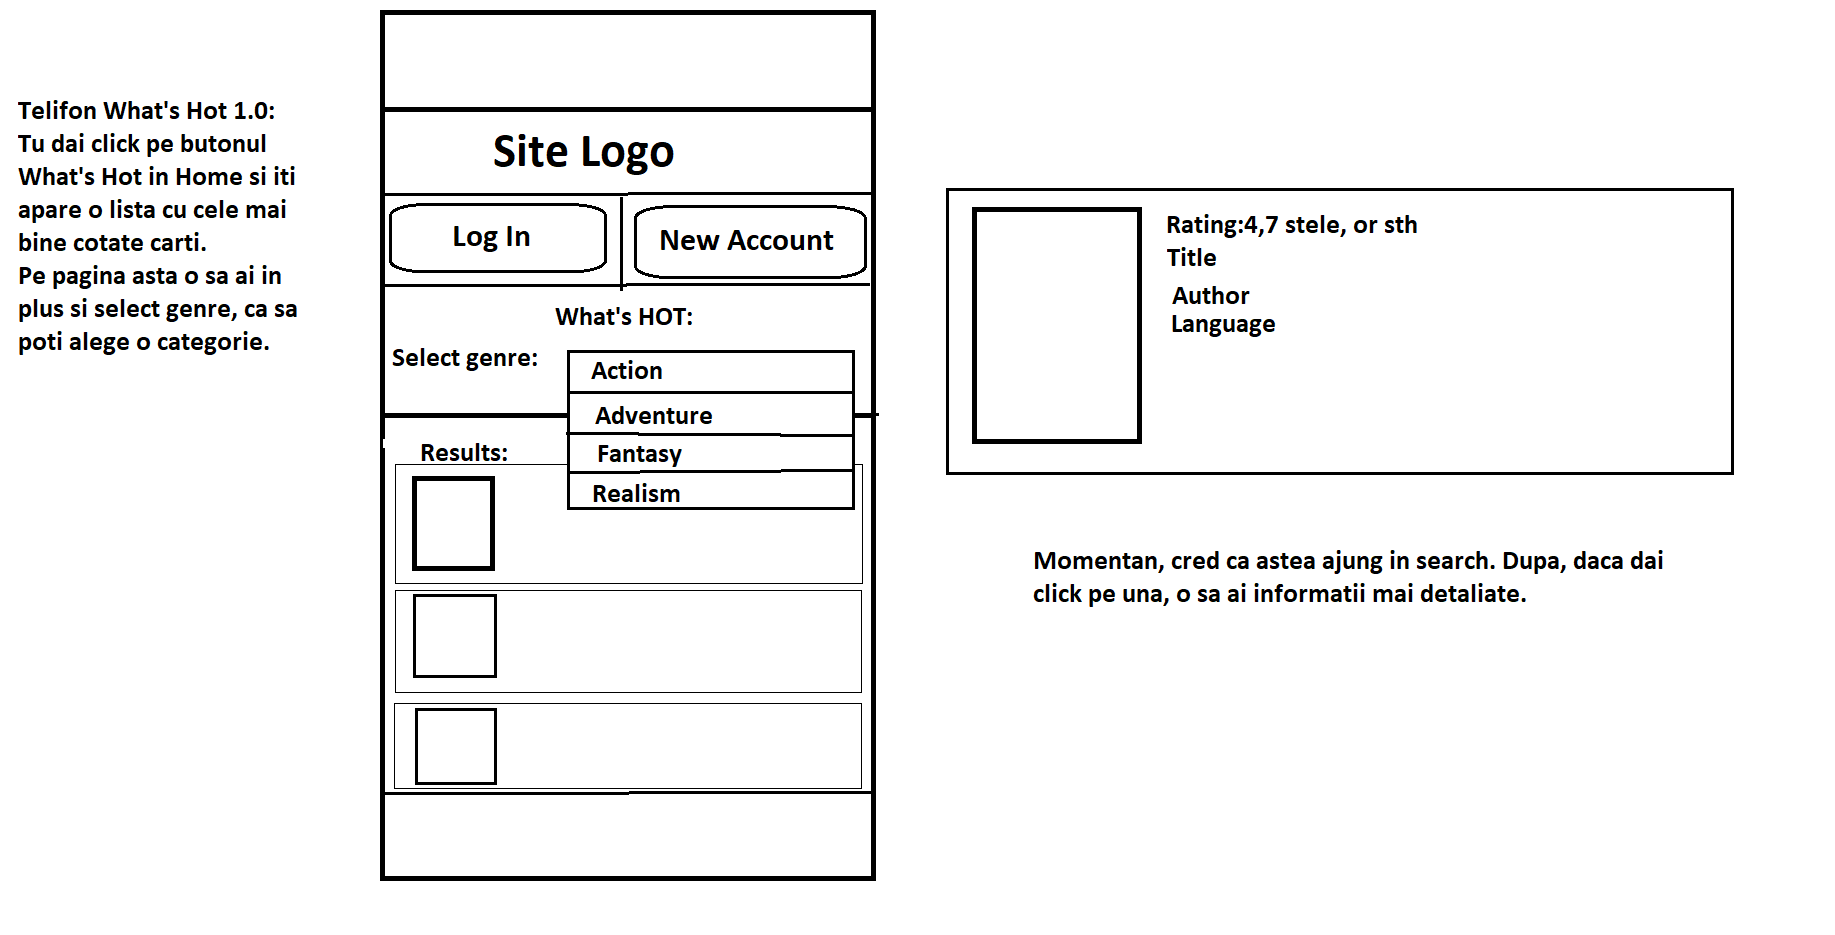 Telifon What's Hot 1.0:
Tu dai click pe butonul
What's Hot in Home si iti
apare o lista cu cele mai
bine cotate carti.
Pe pagina asta o sa ai in
plus si select genre, ca sa
poti alege o categorie.
Site Logo
Log In
New Account
What's HOT:
Select genre:
Action
Adventure
Fantasy
Realism
Results:
Rating:4,7 stele, or sth
Title
Author
Language
Momentan, cred ca astea ajung in search. Dupa, daca dai
click pe una, o sa ai informatii mai detaliate.